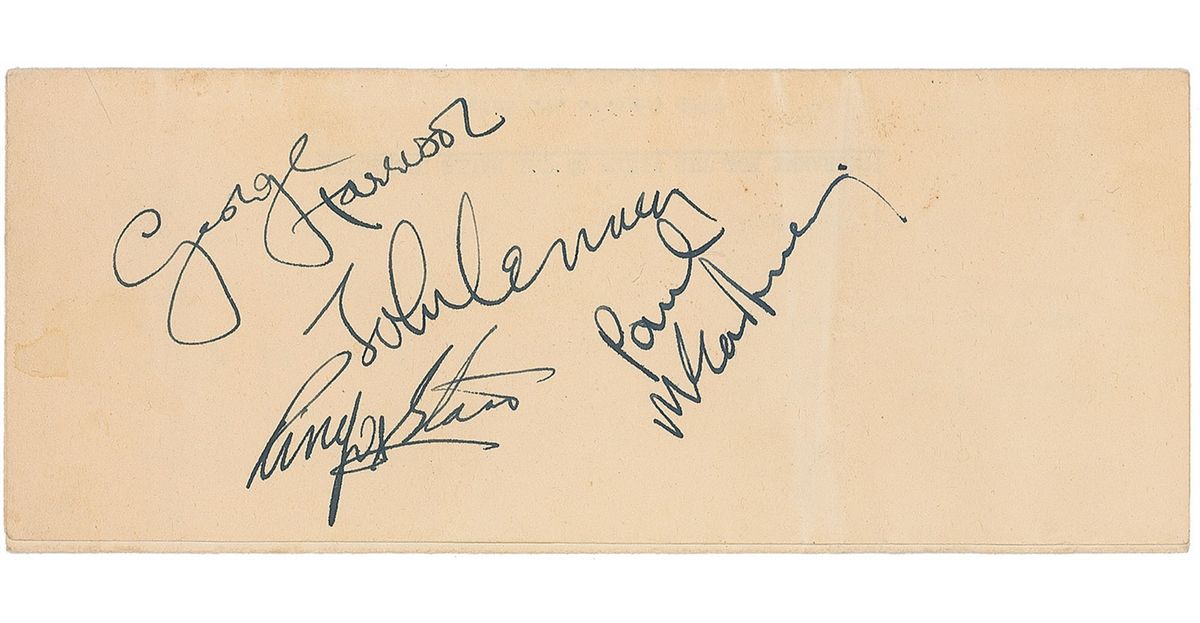 George Harrison
John Lennon
Paul
McCartney
Ringo Starr